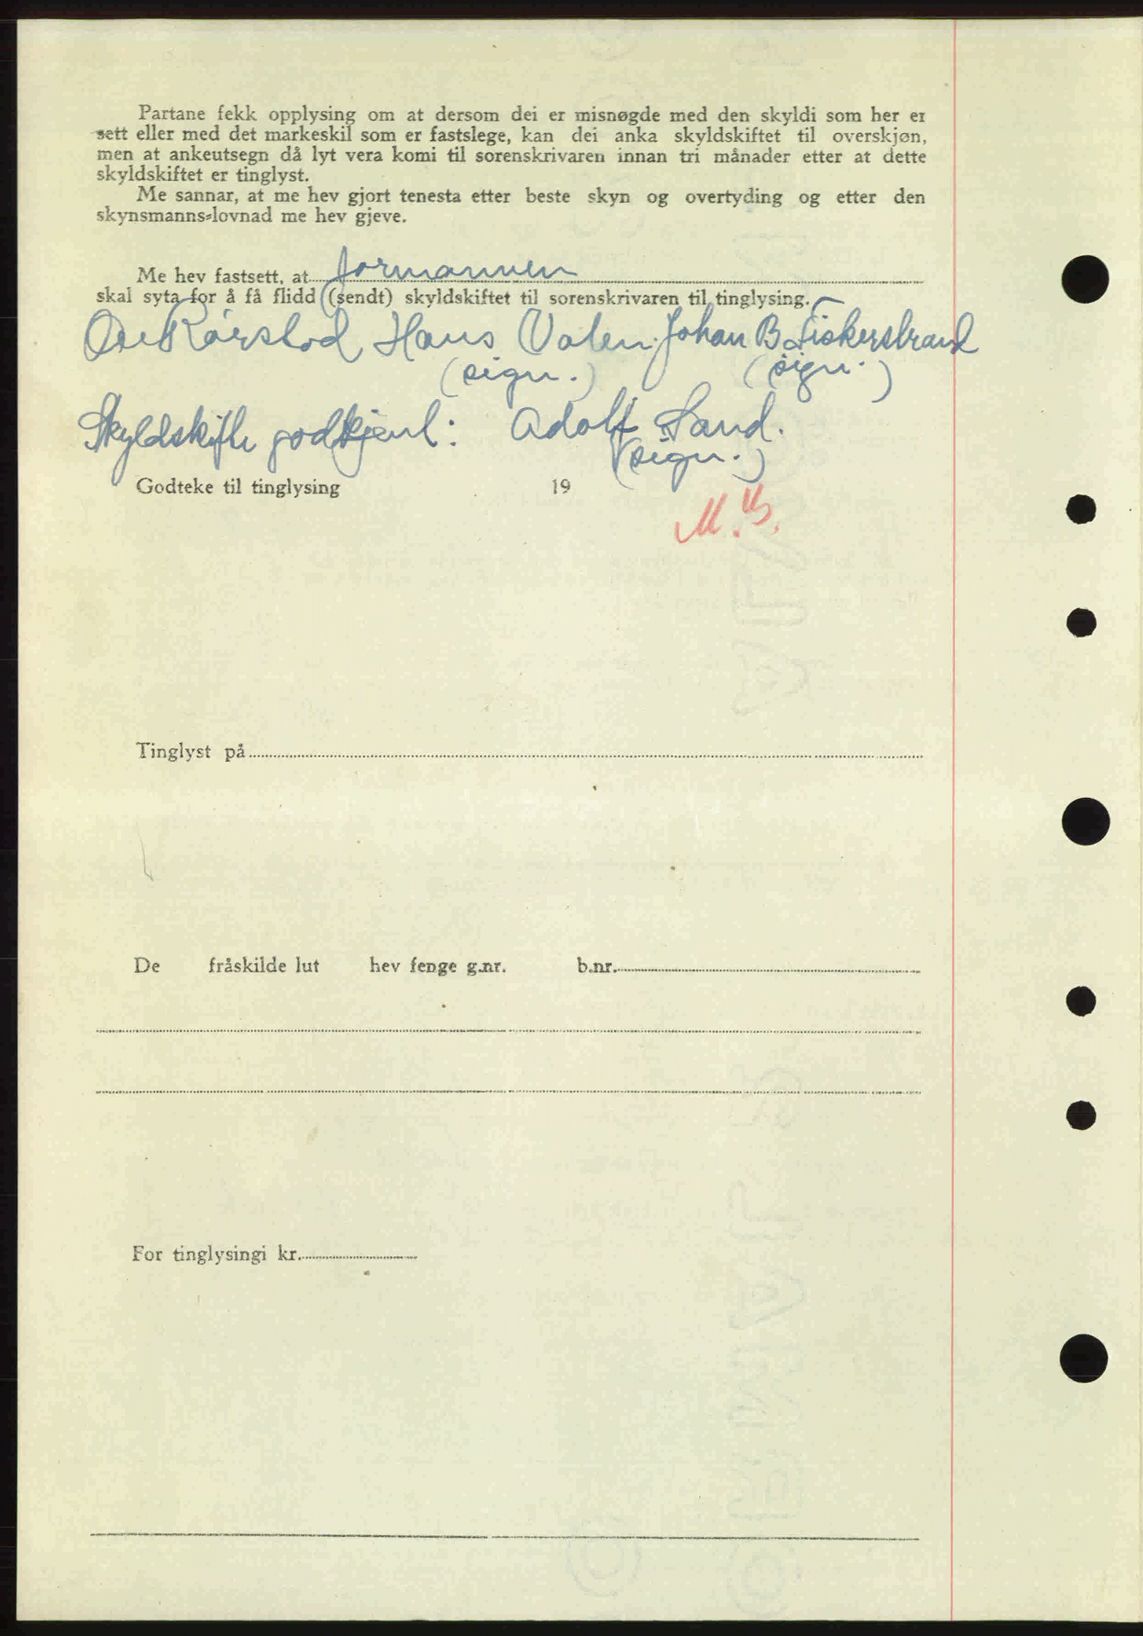 Partane fekk opplysing om at dersom dei er misnøgde med den skyldi som her er
sett eller med det markeskil som er fastslege, kan dei anka skyldskiftet til overskjøn,
men at ankeutsegn då lyt vera komi til sorenskrivaren innan tri månader etter at dette
skyldskiftet er tinglyst.
Me sannar, at me hev gjort tenesta etter beste skyn og overtyding og etter den
skynsmanns-lovnad me hev gjeve.
Me hev fastsett, at formannen
skal syta for å få flidd (sendt) skyldskiftet til sorenskrivaren til tinglysing.
Ove Rørstad Hans Valen. Johan B Fiskerstrand
(sign.) (sign.)
Skyldskifte godkjent: Adolf Sand.
(sign.)
Godteke til tinglysing 19
Tinglyst på
De fråskilde lut hev fenge g.nr. b.nr.
For tinglysingi kr.